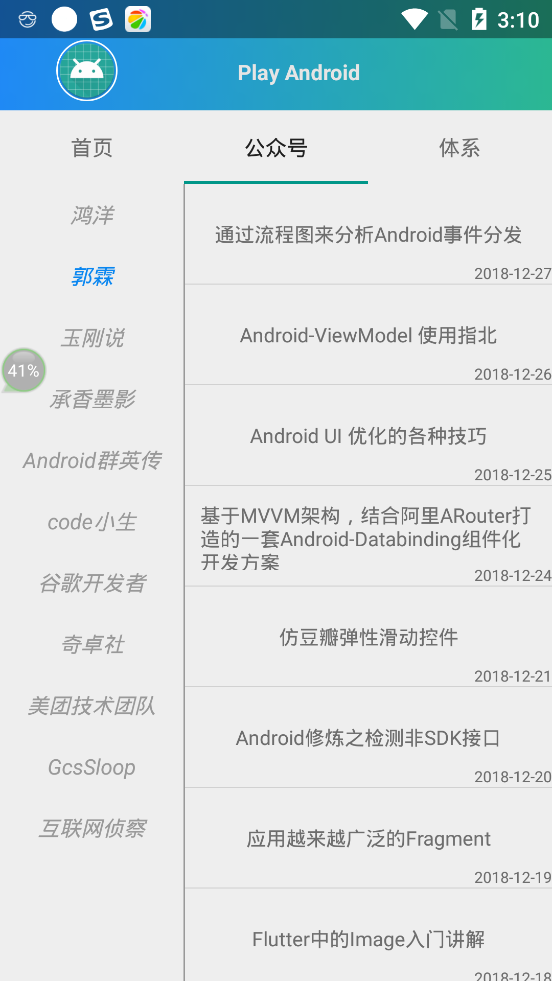 3:10
Play Android
首页
公众号
体系
鸿洋
郭霖
玉刚说
41%
承香墨影
Android群英传
code小生
谷歌开发者
奇卓社
美团技术团队
GcsSloop
互联网侦察
通过流程图来分析Android事件分发
2018-12-27
Android-ViewModel 使用指北
2018-12-26
Android UI 优化的各种技巧
2018-12-25
基于MVVM架构，结合阿里ARouter打
造的一套Android-Databinding组件化
开发方案
2018-12-24
仿豆瓣弹性滑动控件
2018-12-21
Android修炼之检测非SDK接口
2018-12-20
应用越来越广泛的Fragment
2018-12-19
Flutter中的Image入门讲解
2018-12-18